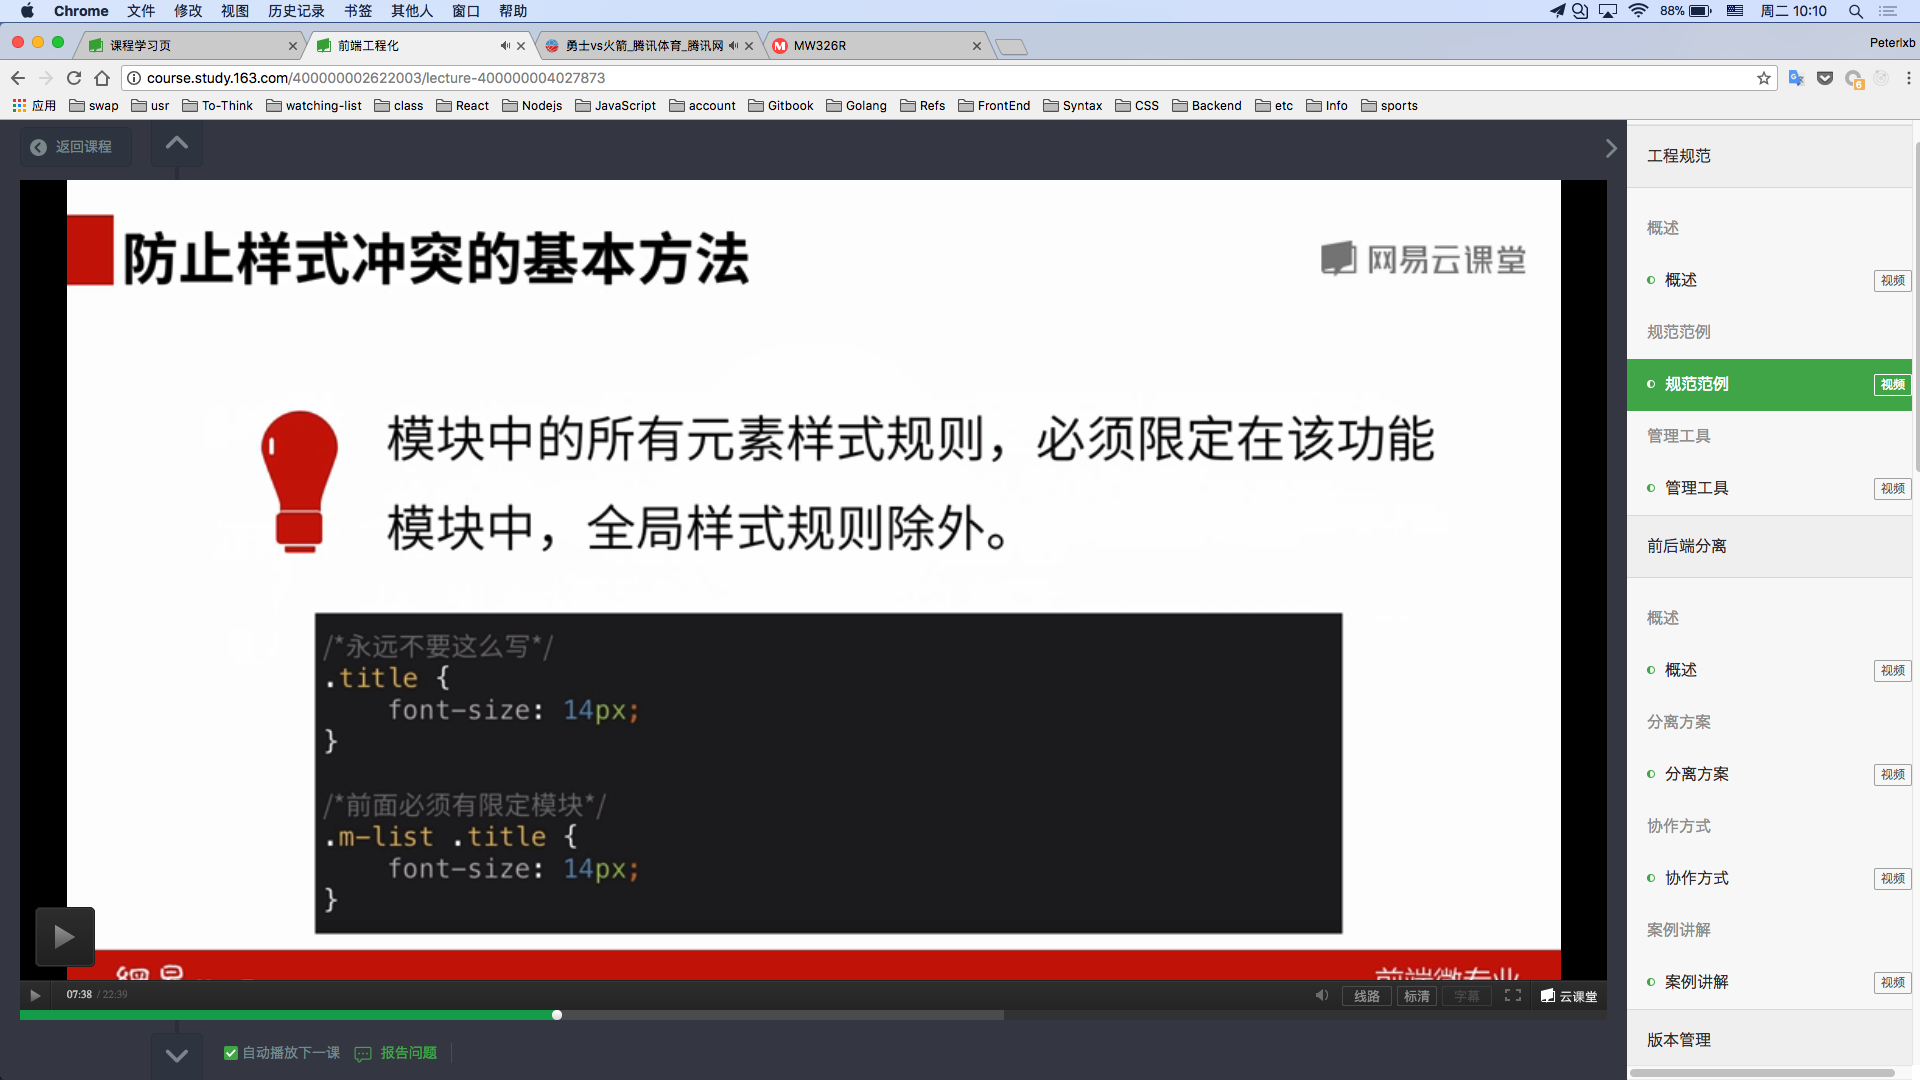 Chrome 文件 修改 视图 历史记录 书签 其他人 窗口 帮助 88% 周二 10:10
课程学习页 前端工程化 勇士vs火箭_腾讯体育_腾讯网 MW326R Peterlxb
course.study.163.com/400000002622003/lecture-400000004027873
应用 swap usr To-Think watching-list class React Nodejs JavaScript account Gitbook Golang Refs FrontEnd Syntax CSS Backend etc Info sports
返回课程
防止样式冲突的基本方法
网易云课堂
模块中的所有元素样式规则，必须限定在该功能
模块中，全局样式规则除外。
/*永远不要这么写*/
.title {
font-size: 14px;
}
/*前面必须有限定模块*/
.m-list .title {
font-size: 14px;
}
07:38 / 22:39
线路 标清 字幕 云课堂
自动播放下一课 报告问题
工程规范
概述
概述 视频
规范范例
规范范例 视频
管理工具
管理工具 视频
前后端分离
概述
概述 视频
分离方案
分离方案 视频
协作方式
协作方式 视频
案例讲解
案例讲解 视频
版本管理